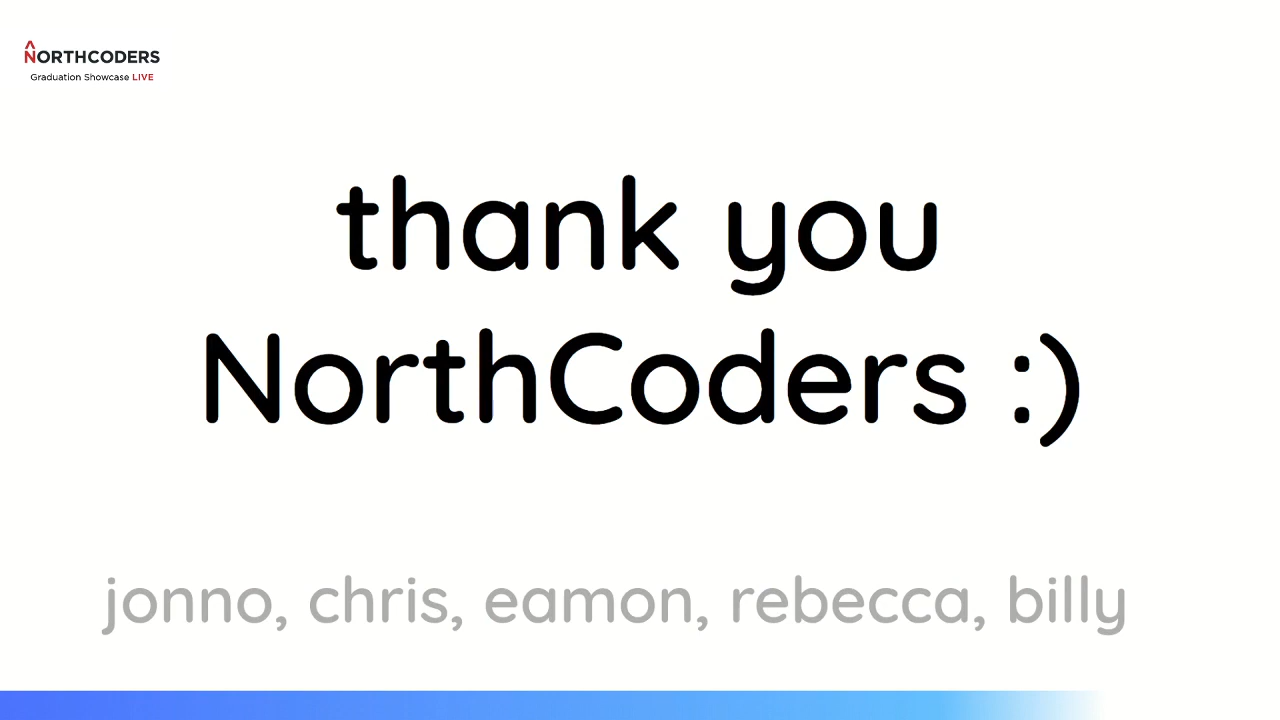 NORTHCODERS
Graduation Showcase LIVE
thank you
NorthCoders :)
jonno, chris, eamon, rebecca, billy